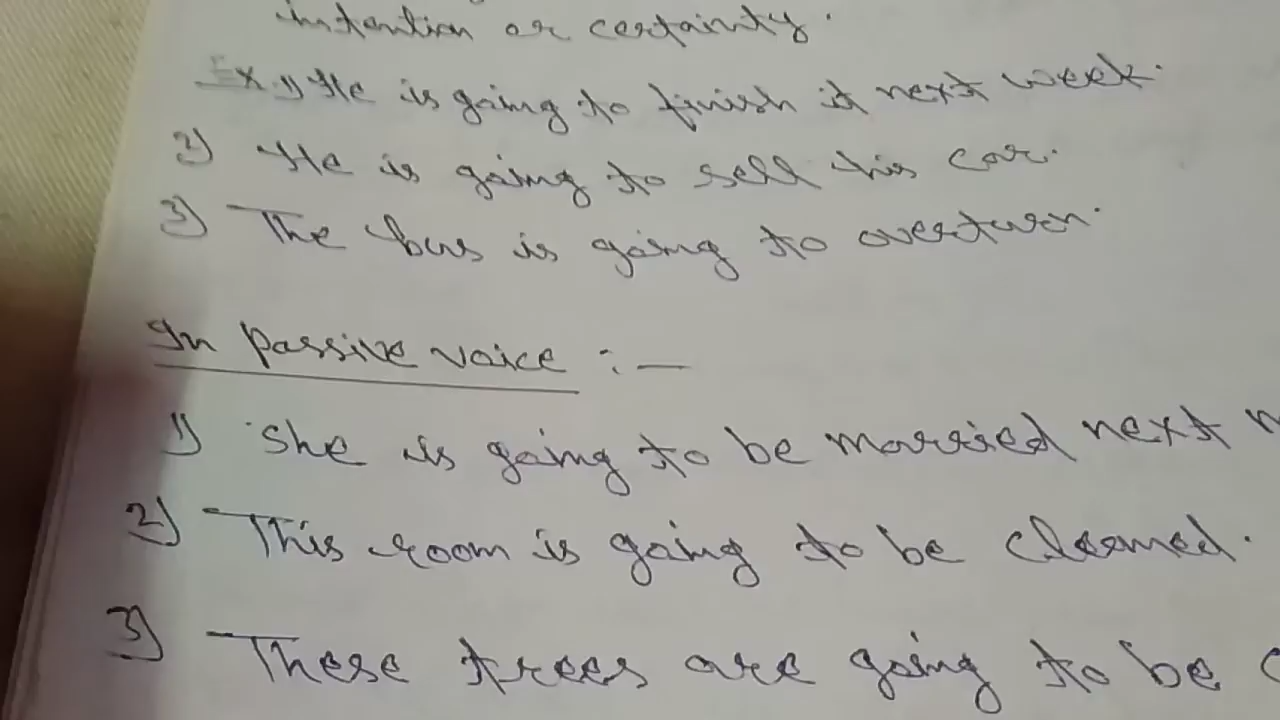 intention or certainty.
Ex. 1) He is going to finish it next week.
2) He is going to sell his car.
3) The bus is going to overturn.
In passive voice :—
1) She is going to be married next
2) This room is going to be cleaned.
3) These trees are going to be